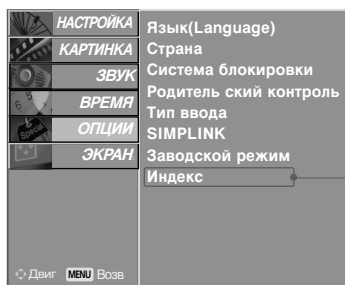 НАСТРОЙКА
КАРТИНКА
ЗВУК
ВРЕМЯ
ОПЦИИ
ЭКРАН
Язык(Language)
Страна
Система блокировки
Родитель ский контроль
Тип ввода
SIMPLINK
Заводской режим
Индекс
Двиг MENU Возв